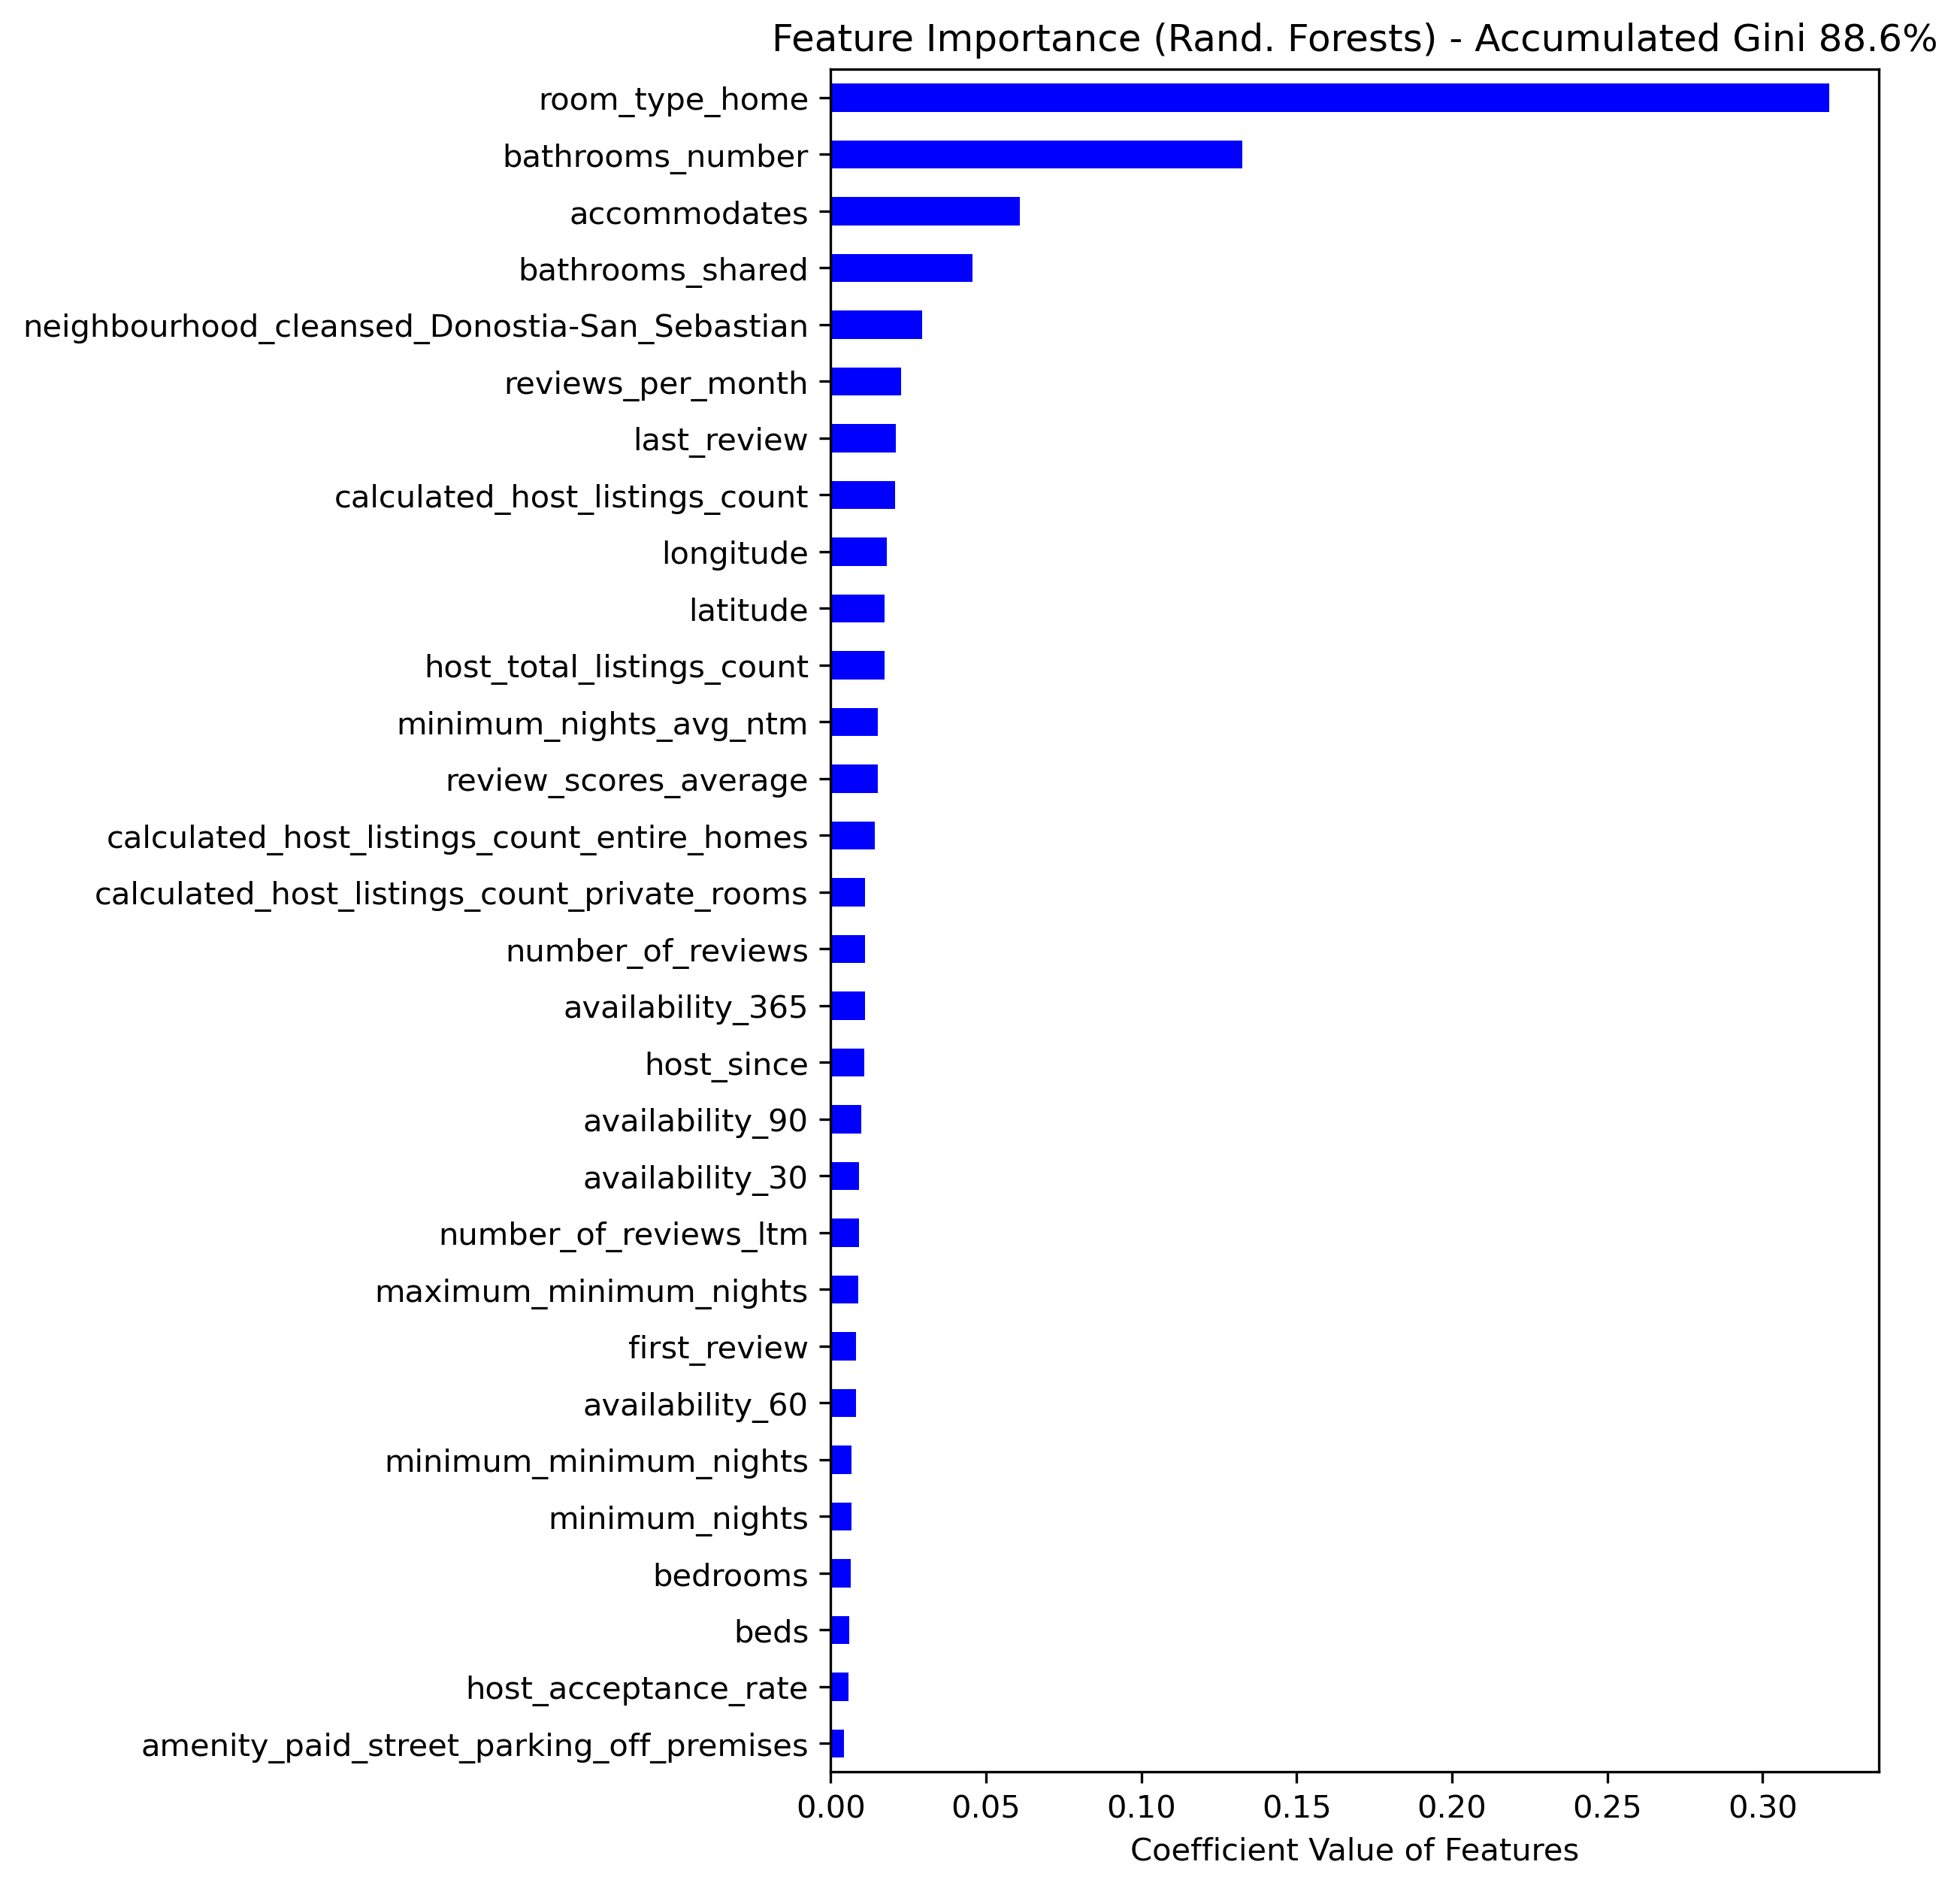 Feature Importance (Rand. Forests) - Accumulated Gini 88.6%
room_type_home
bathrooms_number
accommodates
bathrooms_shared
neighbourhood_cleansed_Donostia-San_Sebastian
reviews_per_month
last_review
calculated_host_listings_count
longitude
latitude
host_total_listings_count
minimum_nights_avg_ntm
review_scores_average
calculated_host_listings_count_entire_homes
calculated_host_listings_count_private_rooms
number_of_reviews
availability_365
host_since
availability_90
availability_30
number_of_reviews_ltm
maximum_minimum_nights
first_review
availability_60
minimum_minimum_nights
minimum_nights
bedrooms
beds
host_acceptance_rate
amenity_paid_street_parking_off_premises
0.00 0.05 0.10 0.15 0.20 0.25 0.30
Coefficient Value of Features